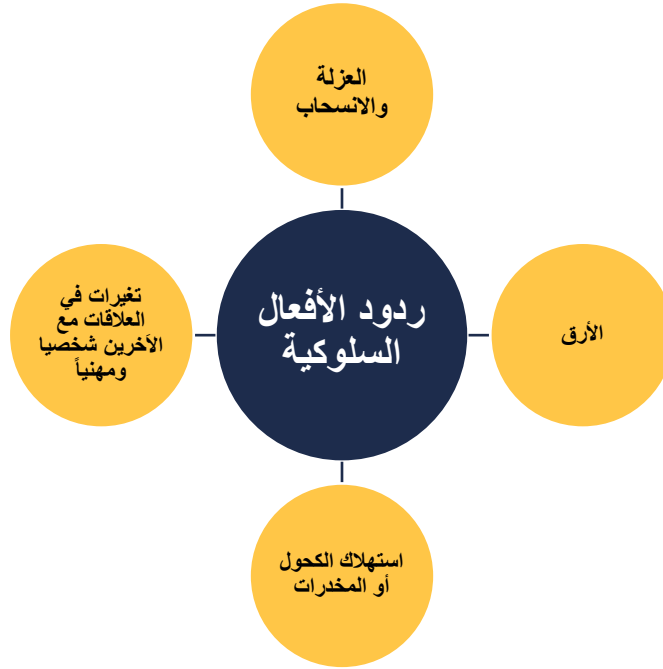 العزلة
والانسحاب
ردود الأفعال
السلوكية
الأرق
تغيرات في
العلاقات مع
الآخرين شخصيا
ومهنياً
استهلاك الكحول
أو المخدرات